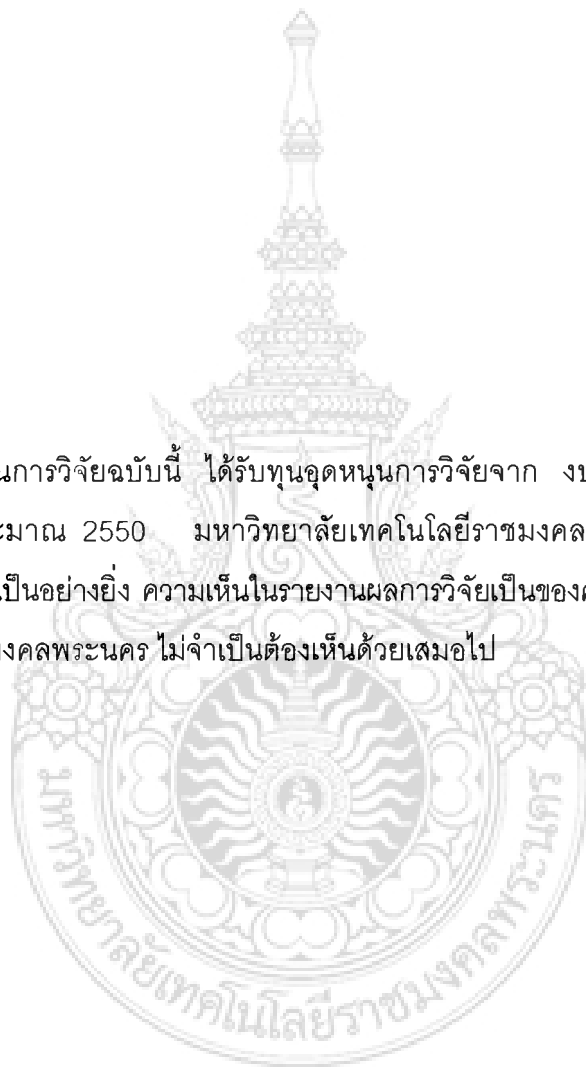 นการวิจัยฉบับนี้ ได้รับทุนอุดหนุนการวิจัยจาก งบ
ะมาณ 2550 มหาวิทยาลัยเทคโนโลยีราชมงคล
เป็นอย่างยิ่ง ความเห็นในรายงานผลการวิจัยเป็นของค
งคลพระนคร ไม่จำเป็นต้องเห็นด้วยเสมอไป
มหาวิทยาลัยเทคโนโลยีราชมงคลพระนคร